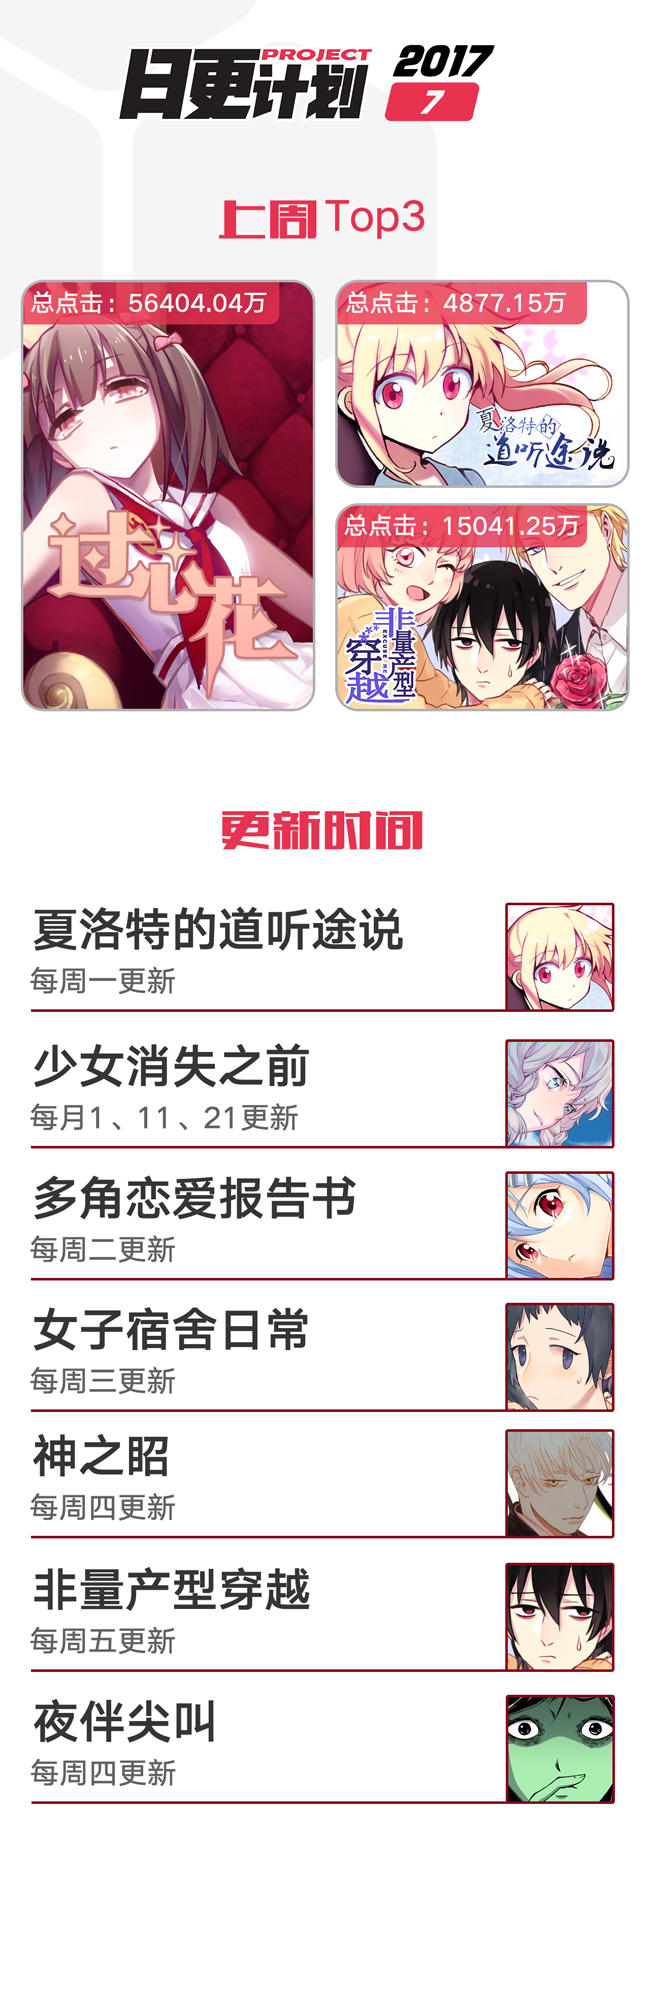 日更计划 PROJECT 2017
7
上周Top3
总点击：56404.04万
过心花
总点击：4877.15万
夏洛特的
道听途说
总点击：15041.25万
非量产型
EXCUSE ME
穿越
更新时间
夏洛特的道听途说
每周一更新
少女消失之前
每月1、11、21更新
多角恋爱报告书
每周二更新
女子宿舍日常
每周三更新
神之昭
每周四更新
非量产型穿越
每周五更新
夜伴尖叫
每周四更新